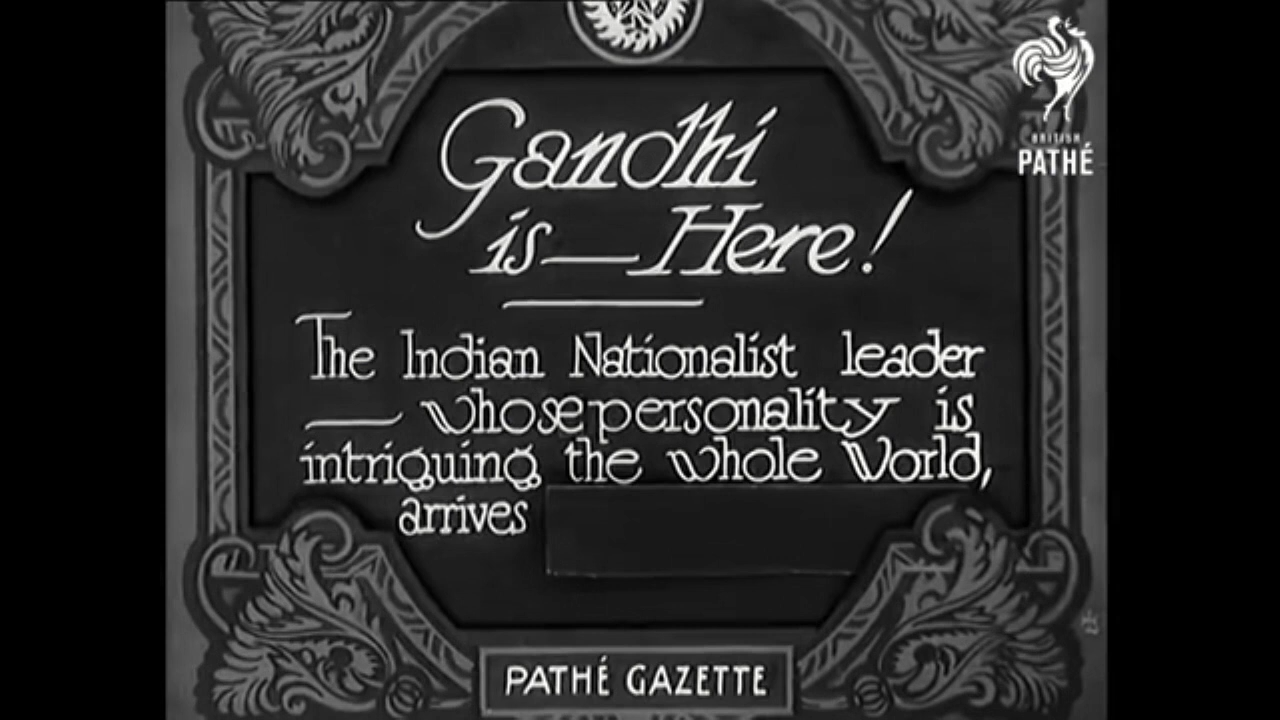 Gandhi
is — Here!
The Indian Nationalist leader
— whose personality is
intriguing the whole World,
arrives
PATHÉ GAZETTE
BRITISH
PATHÉ